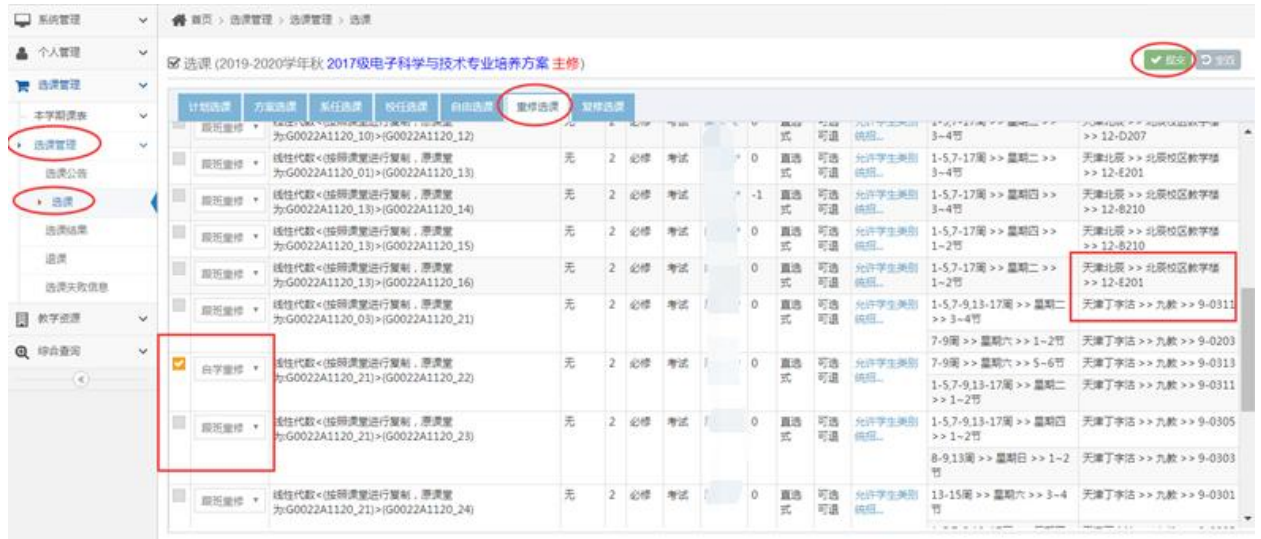 系统管理
个人管理
选课管理
本学期课表
选课管理
选课公告
选课
选课结果
退课
选课失败信息
教学资源
综合查询
首页 > 选课管理 > 选课管理 > 选课
选课 (2019-2020学年秋 2017级电子科学与技术专业培养方案 主修)
提交
计划选课 方案选课 系任选课 校任选课 自由选课 重修选课 复修选课
跟班重修 为:G0022A1120_10)>(G0022A1120_12) 3~4节 >> 12-D207
跟班重修 线性代数<(按照课堂进行复制，原课堂 无 2 必修 考试 0 直选 可选 允许学生类别 1-5,7-17周 >> 星期二 >> 天津北辰 >> 北辰校区教学楼
为:G0022A1120_01)>(G0022A1120_13) 式 可退 统招... 3~4节 >> 12-E201
跟班重修 线性代数<(按照课堂进行复制，原课堂 无 2 必修 考试 -1 直选 可选 允许学生类别 1-5,7-17周 >> 星期四 >> 天津北辰 >> 北辰校区教学楼
为:G0022A1120_13)>(G0022A1120_14) 式 可退 统招... 3~4节 >> 12-B210
跟班重修 线性代数<(按照课堂进行复制，原课堂 无 2 必修 考试 0 直选 可选 允许学生类别 1-5,7-17周 >> 星期四 >> 天津北辰 >> 北辰校区教学楼
为:G0022A1120_13)>(G0022A1120_15) 式 可退 统招... 1~2节 >> 12-B210
跟班重修 线性代数<(按照课堂进行复制，原课堂 无 2 必修 考试 0 直选 可选 允许学生类别 1-5,7-17周 >> 星期二 >> 天津北辰 >> 北辰校区教学楼
为:G0022A1120_13)>(G0022A1120_16) 式 可退 统招... 1~2节 >> 12-E201
跟班重修 线性代数<(按照课堂进行复制，原课堂 无 2 必修 考试 0 直选 可选 允许学生类别 1-5,7-9,13-17周 >> 星期二 天津丁字沽 >> 九教 >> 9-0311
为:G0022A1120_03)>(G0022A1120_21) 式 可退 统招... >> 3~4节
7-9周 >> 星期六 >> 1~2节 天津丁字沽 >> 九教 >> 9-0203
自学重修 线性代数<(按照课堂进行复制，原课堂 无 2 必修 考试 0 直选 可选 允许学生类别 7-9周 >> 星期六 >> 5~6节 天津丁字沽 >> 九教 >> 9-0313
为:G0022A1120_21)>(G0022A1120_22) 式 可退 统招... 1-5,7-9,13-17周 >> 星期二 天津丁字沽 >> 九教 >> 9-0311
>> 1~2节
跟班重修 线性代数<(按照课堂进行复制，原课堂 无 2 必修 考试 0 直选 可选 允许学生类别 1-5,7-9,13-17周 >> 星期四 天津丁字沽 >> 九教 >> 9-0305
为:G0022A1120_21)>(G0022A1120_23) 式 可退 统招... >> 1~2节
8-9,13周 >> 星期日 >> 1~2 天津丁字沽 >> 九教 >> 9-0303
节
跟班重修 线性代数<(按照课堂进行复制，原课堂 无 2 必修 考试 0 直选 可选 允许学生类别 13-15周 >> 星期六 >> 3~4 天津丁字沽 >> 九教 >> 9-0301
为:G0022A1120_21)>(G0022A1120_24) 式 可退 统招... 节